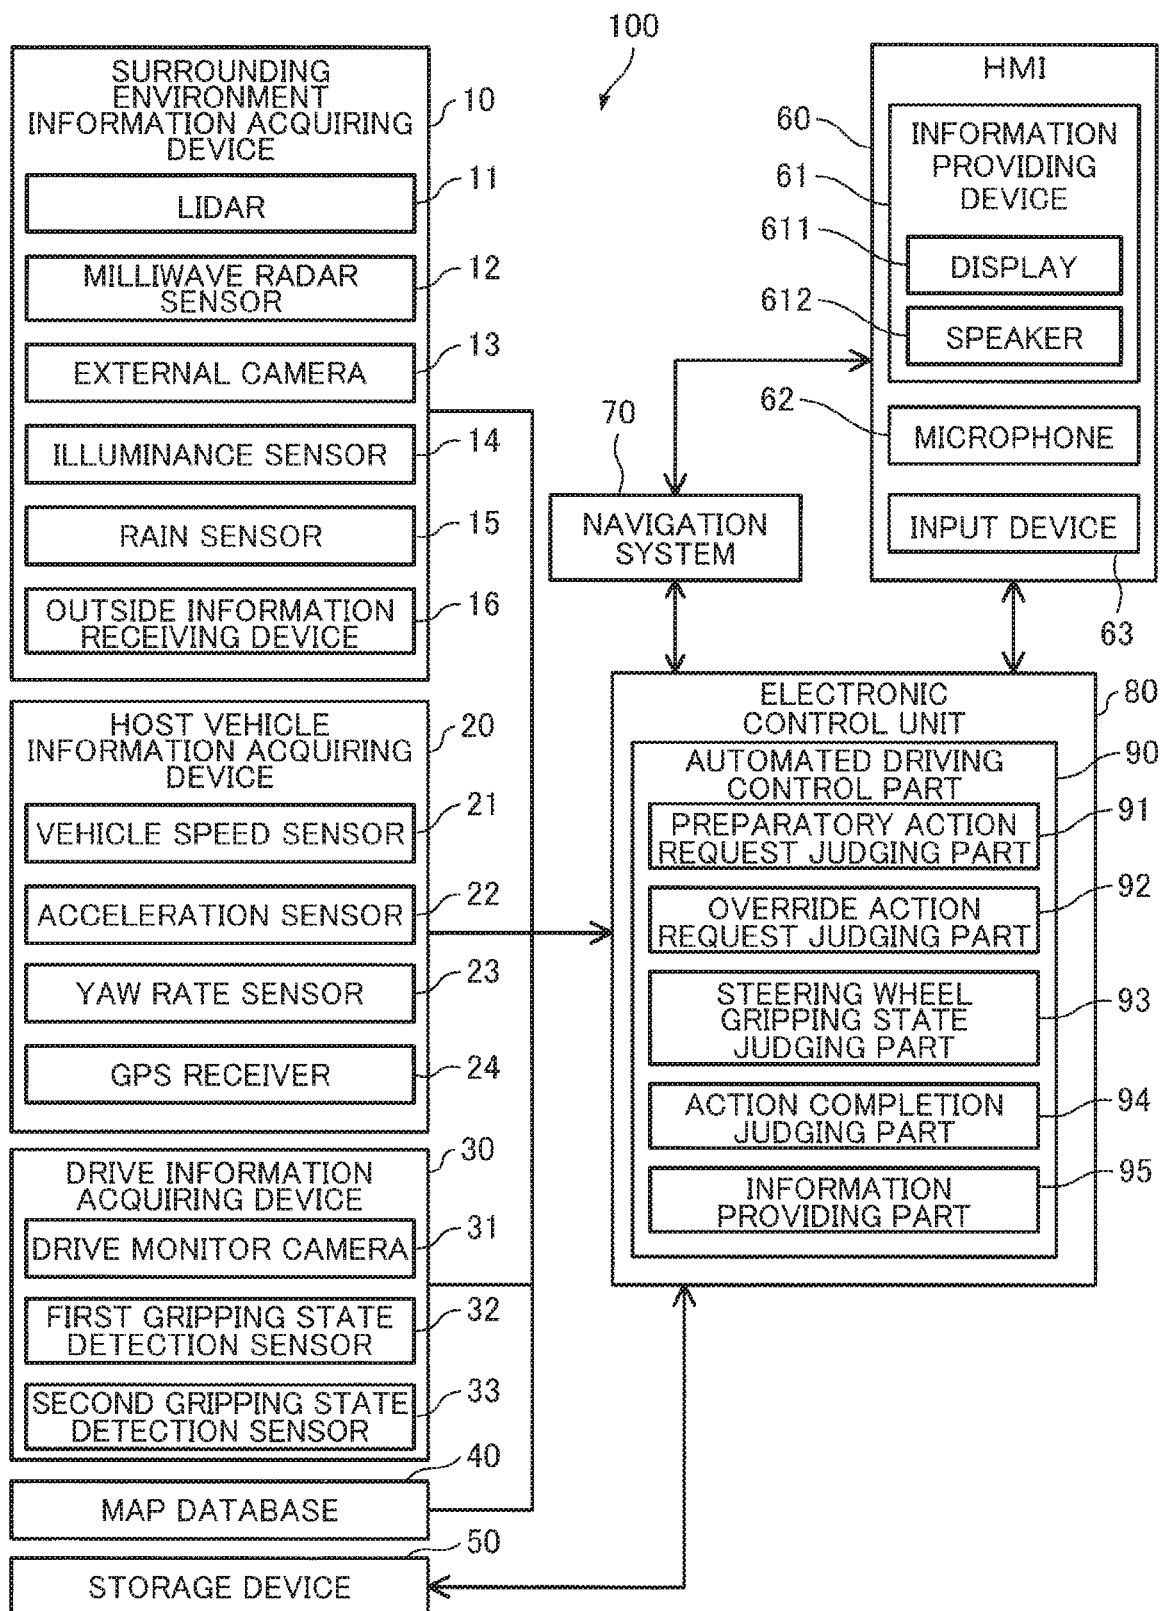 100
SURROUNDING
ENVIRONMENT
INFORMATION ACQUIRING
DEVICE
10
LIDAR
11
MILLIWAVE RADAR
SENSOR
12
EXTERNAL CAMERA
13
ILLUMINANCE SENSOR
14
RAIN SENSOR
15
OUTSIDE INFORMATION
RECEIVING DEVICE
16
HOST VEHICLE
INFORMATION ACQUIRING
DEVICE
20
VEHICLE SPEED SENSOR
21
ACCELERATION SENSOR
22
YAW RATE SENSOR
23
GPS RECEIVER
24
DRIVE INFORMATION
ACQUIRING DEVICE
30
DRIVE MONITOR CAMERA
31
FIRST GRIPPING STATE
DETECTION SENSOR
32
SECOND GRIPPING STATE
DETECTION SENSOR
33
40
MAP DATABASE
50
STORAGE DEVICE
HMI
60
INFORMATION
PROVIDING
DEVICE
61
611
DISPLAY
612
SPEAKER
62
MICROPHONE
INPUT DEVICE
63
70
NAVIGATION
SYSTEM
ELECTRONIC
CONTROL UNIT
80
AUTOMATED DRIVING
CONTROL PART
90
PREPARATORY ACTION
REQUEST JUDGING PART
91
OVERRIDE ACTION
REQUEST JUDGING PART
92
STEERING WHEEL
GRIPPING STATE
JUDGING PART
93
ACTION COMPLETION
JUDGING PART
94
INFORMATION
PROVIDING PART
95